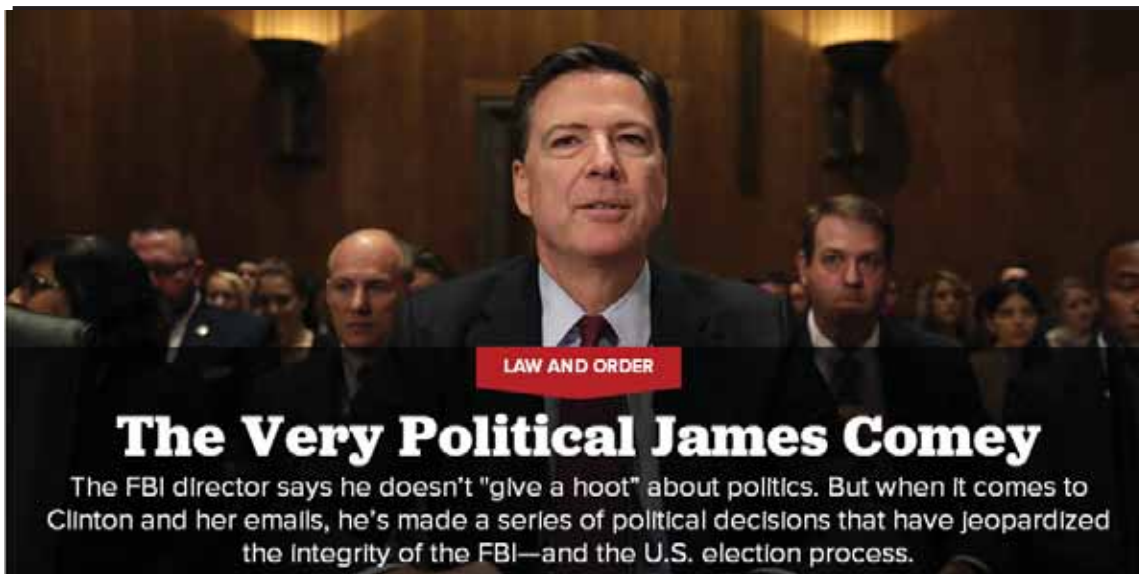 LAW AND ORDER
The Very Political James Comey
The FBI director says he doesn't "give a hoot" about politics. But when it comes to
Clinton and her emails, he's made a series of political decisions that have jeopardized
the integrity of the FBI—and the U.S. election process.